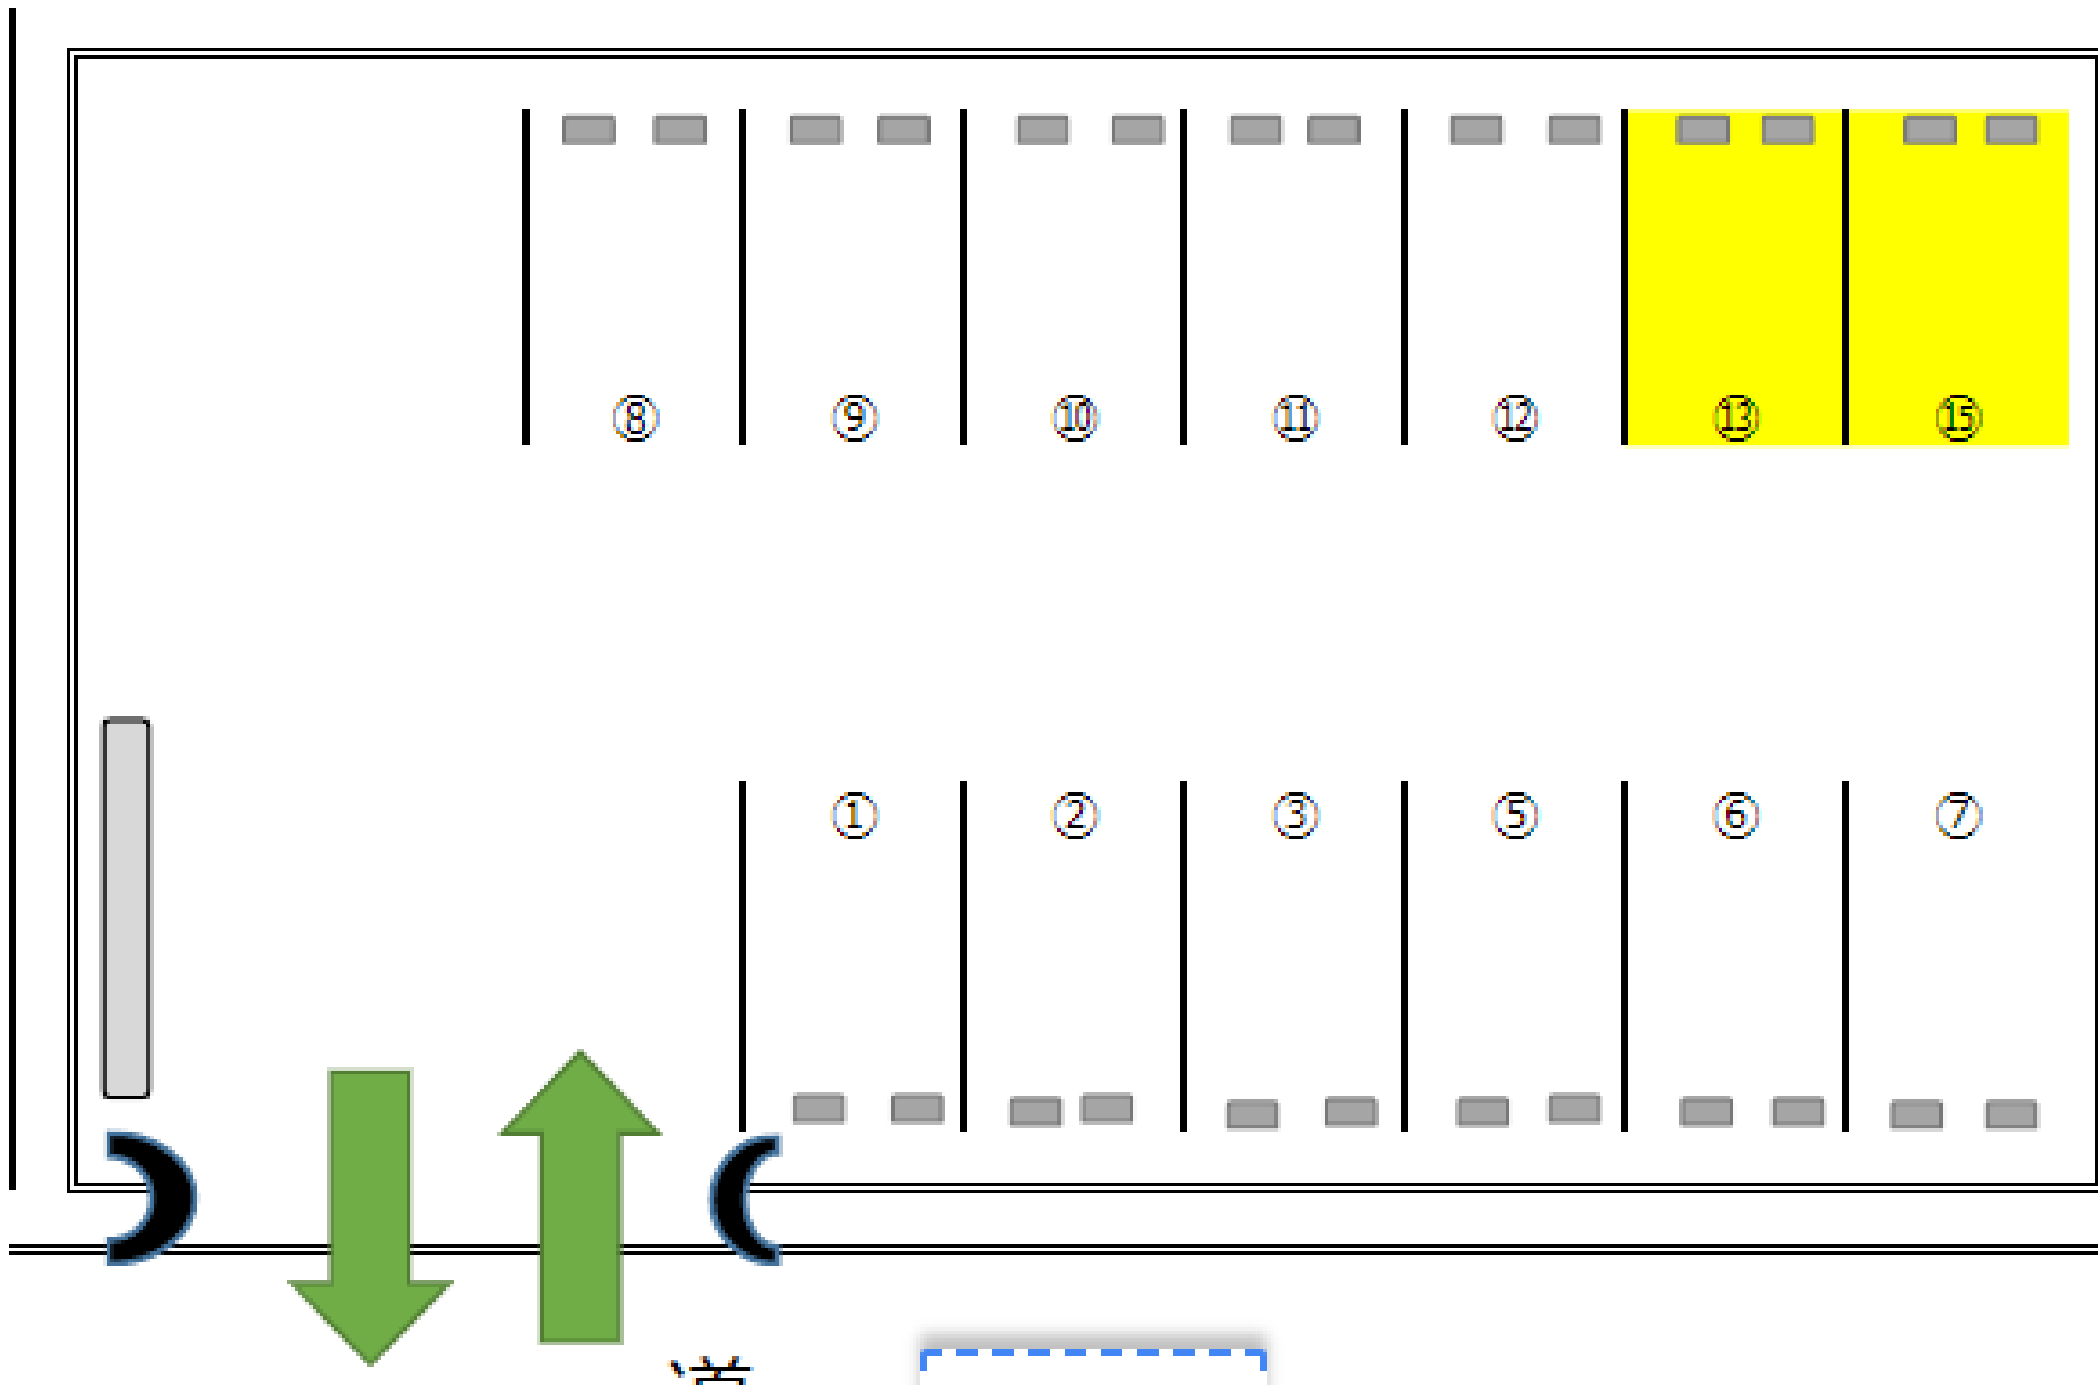 ⑧ ⑨ ⑩ ⑪ ⑫ ⑬ ⑮
① ② ③ ⑤ ⑥ ⑦